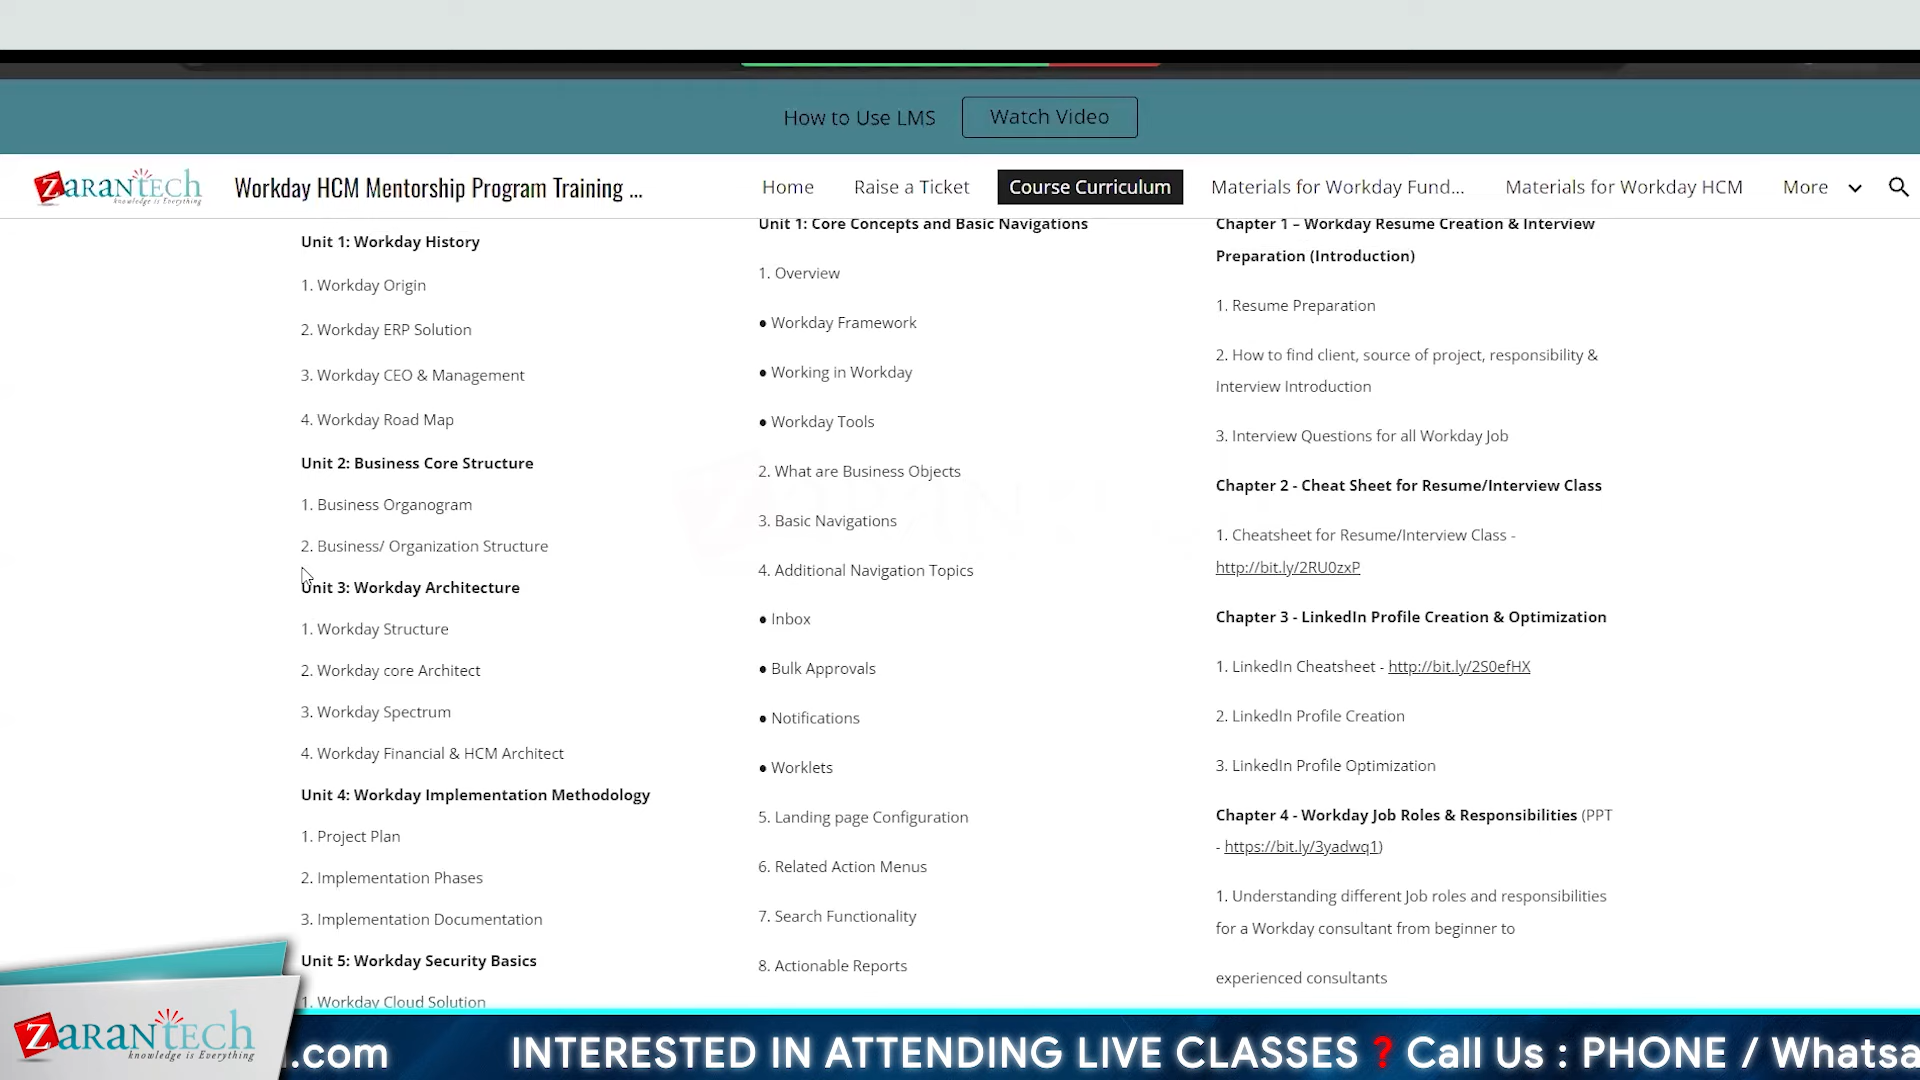 How to Use LMS
Watch Video
ZARANTECH
knowledge is Everything
Workday HCM Mentorship Program Training ...
Home
Raise a Ticket
Course Curriculum
Materials for Workday Fund...
Materials for Workday HCM
More
Unit 1: Workday History
1. Workday Origin
2. Workday ERP Solution
3. Workday CEO & Management
4. Workday Road Map
Unit 2: Business Core Structure
1. Business Organogram
2. Business/ Organization Structure
Unit 3: Workday Architecture
1. Workday Structure
2. Workday core Architect
3. Workday Spectrum
4. Workday Financial & HCM Architect
Unit 4: Workday Implementation Methodology
1. Project Plan
2. Implementation Phases
3. Implementation Documentation
Unit 5: Workday Security Basics
1. Workday Cloud Solution
Unit 1: Core Concepts and Basic Navigations
1. Overview
● Workday Framework
● Working in Workday
● Workday Tools
2. What are Business Objects
3. Basic Navigations
4. Additional Navigation Topics
● Inbox
● Bulk Approvals
● Notifications
● Worklets
5. Landing page Configuration
6. Related Action Menus
7. Search Functionality
8. Actionable Reports
Chapter 1 – Workday Resume Creation & Interview
Preparation (Introduction)
1. Resume Preparation
2. How to find client, source of project, responsibility &
Interview Introduction
3. Interview Questions for all Workday Job
Chapter 2 - Cheat Sheet for Resume/Interview Class
1. Cheatsheet for Resume/Interview Class -
http://bit.ly/2RU0zxP
Chapter 3 - LinkedIn Profile Creation & Optimization
1. LinkedIn Cheatsheet - http://bit.ly/2S0efHX
2. LinkedIn Profile Creation
3. LinkedIn Profile Optimization
Chapter 4 - Workday Job Roles & Responsibilities (PPT
- https://bit.ly/3yadwq1)
1. Understanding different Job roles and responsibilities
for a Workday consultant from beginner to
experienced consultants
ZARANTECH
knowledge is Everything
.com
INTERESTED IN ATTENDING LIVE CLASSES ❓ Call Us : PHONE / Whatsa